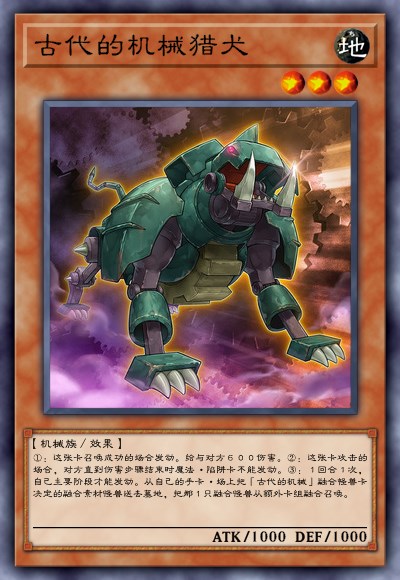 古代的机械猎犬
地
【机械族／效果】
①：这张卡召唤成功的场合发动。给与对方６００伤害。②：这张卡攻击的
场合，对方直到伤害步骤结束时魔法·陷阱卡不能发动。③：１回合１次，
自己主要阶段才能发动。从自己的手卡·场上把「古代的机械」融合怪兽卡
决定的融合素材怪兽送去墓地，把那１只融合怪兽从额外卡组融合召唤。
ATK/1000 DEF/1000